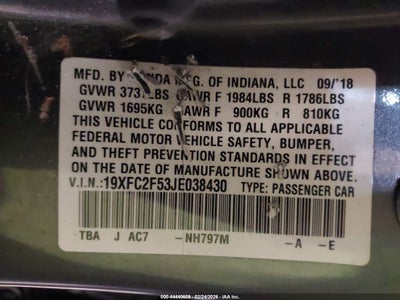 MFD. BY HONDA MFG. OF INDIANA, LLC 09/'18
GVWR LBS GAWR F 1984LBS R 1786LBS
GVWR 1695KG GAWR F 900KG R 810KG
THIS VEHICLE CONFORMS TO ALL APPLICABLE
FEDERAL MOTOR VEHICLE SAFETY, BUMPER,
AND THEFT PREVENTION STANDARDS IN EFFECT
ON THE DATE OF MANUFACTURE SHOWN ABOVE.
V.I.N.:19XFC2F53JE038430 TYPE: PASSENGER CAR
TBA J AC7 -NH797M -A -E
000-44440609 - 02/24/2026 - IAA Inc.